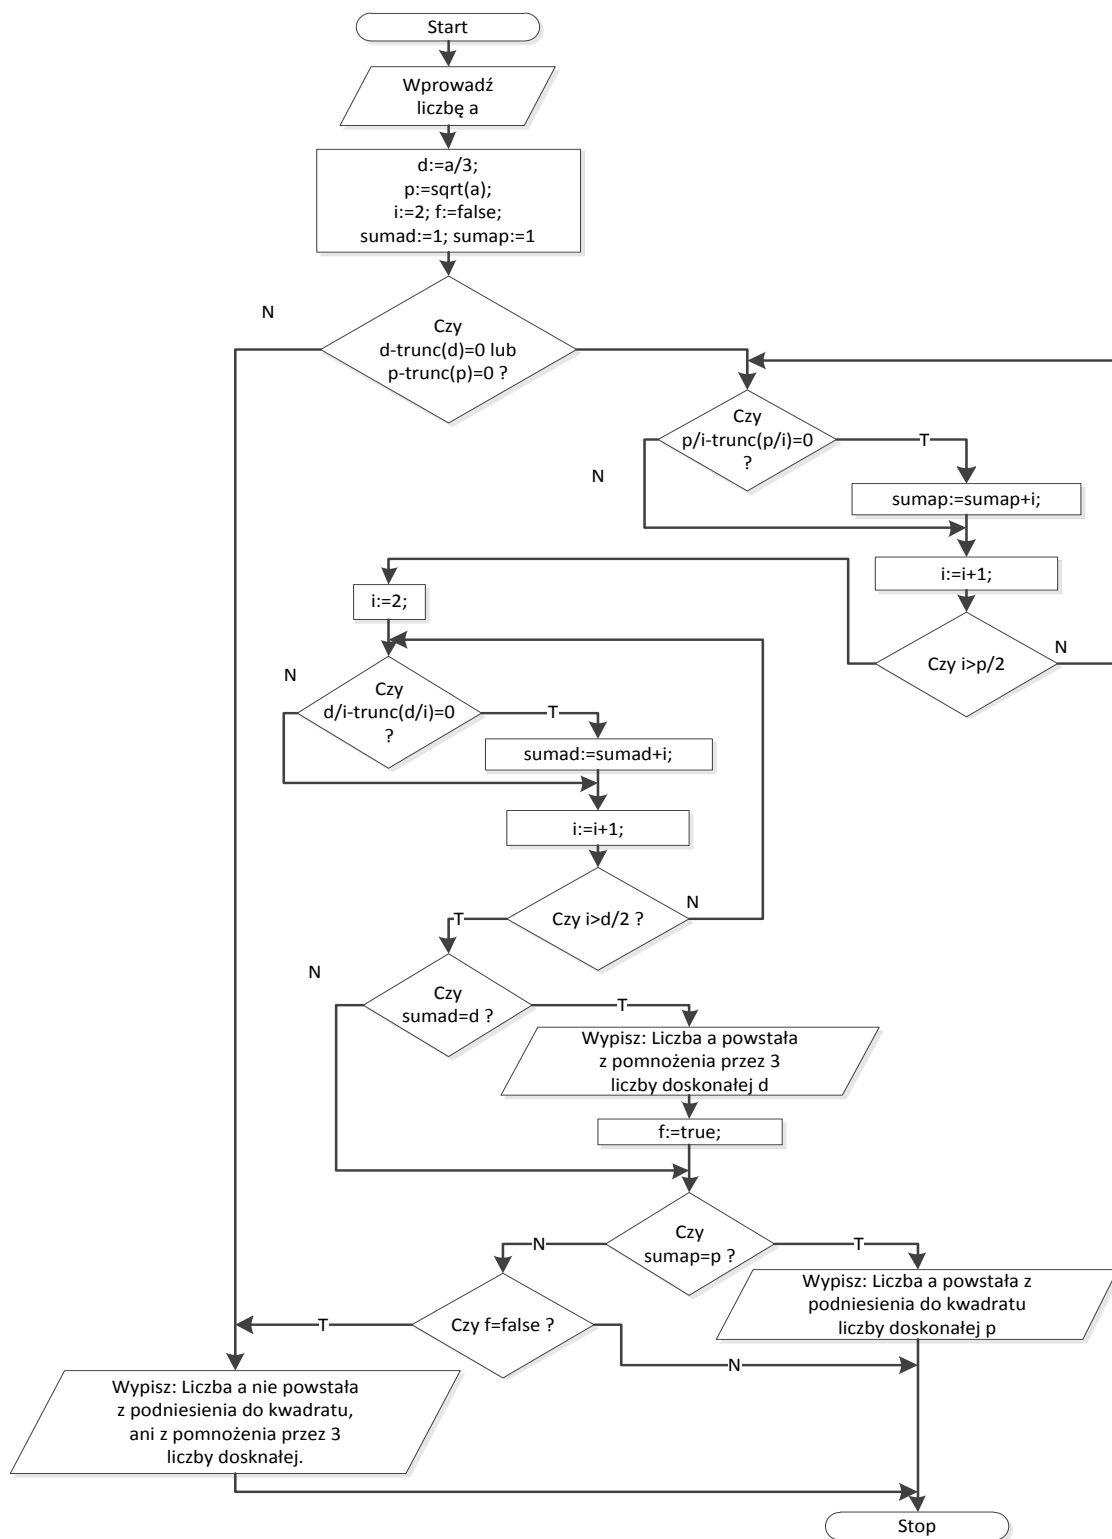 Start
Wprowadź
liczbę a
d:=a/3;
p:=sqrt(a);
i:=2; f:=false;
sumad:=1; sumap:=1
N
Czy
d-trunc(d)=0 lub
p-trunc(p)=0 ?
Czy
p/i-trunc(p/i)=0
?
T
N
sumap:=sumap+i;
i:=i+1;
i:=2;
Czy i>p/2
N
N
Czy
d/i-trunc(d/i)=0
?
T
sumad:=sumad+i;
i:=i+1;
Czy i>d/2 ?
N
T
N
Czy
sumad=d ?
T
Wypisz: Liczba a powstała
z pomnożenia przez 3
liczby doskonałej d
f:=true;
Czy
sumap=p ?
N
T
Wypisz: Liczba a powstała z
podniesienia do kwadratu
liczby doskonałej p
Czy f=false ?
T
N
Wypisz: Liczba a nie powstała
z podniesienia do kwadratu,
ani z pomnożenia przez 3
liczby dosknałej.
Stop